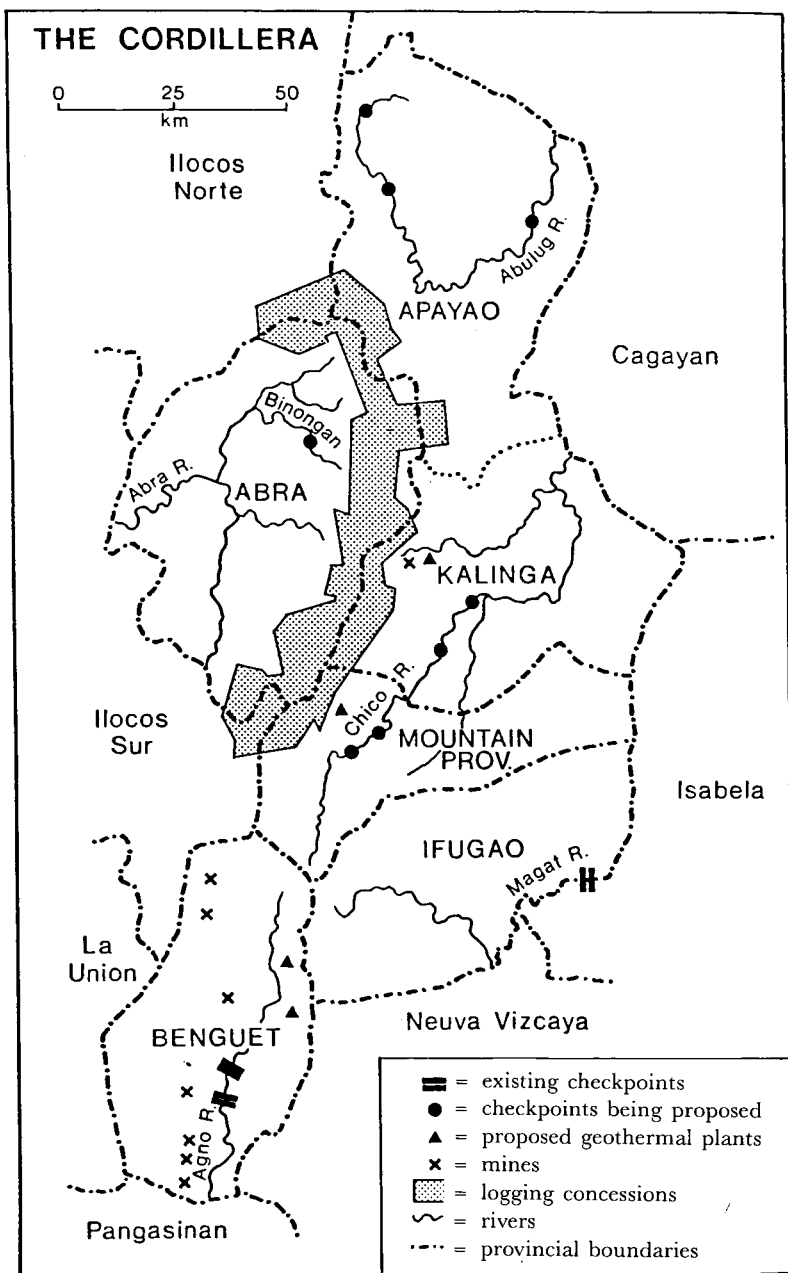 THE CORDILLERA
0 25 50
km
Ilocos
Norte
Abulug R.
APAYAO
Cagayan
Binongan
Abra R.
ABRA
KALINGA
Chico R.
Ilocos
Sur
MOUNTAIN
PROV.
Isabela
IFUGAO
Magat R.
La
Union
Neuva Vizcaya
BENGUET
Agno R.
Pangasinan
= existing checkpoints
= checkpoints being proposed
= proposed geothermal plants
= mines
= logging concessions
= rivers
= provincial boundaries